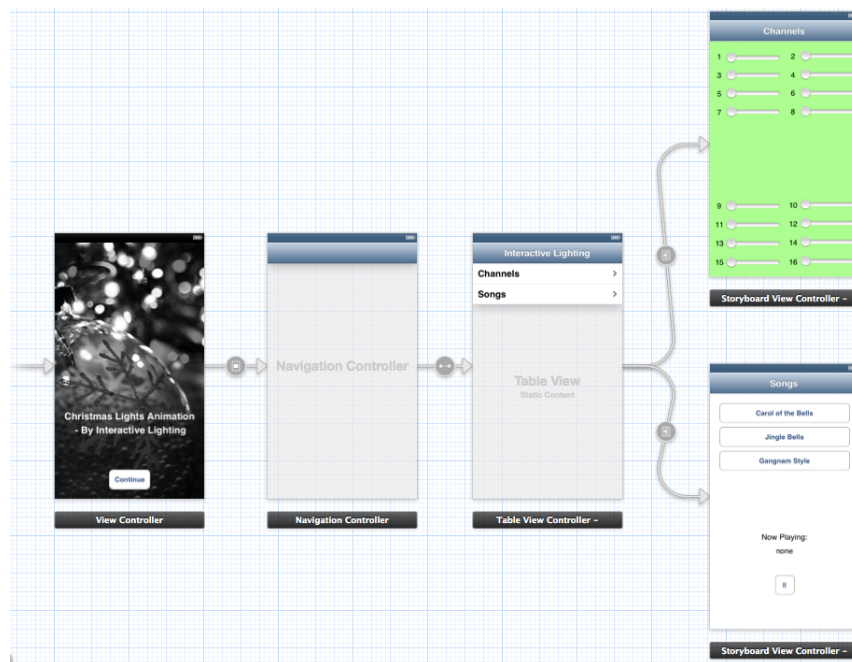 Christmas Lights Animation
- By Interactive Lighting
Continue
View Controller
Navigation Controller
Navigation Controller
Interactive Lighting
Channels
Songs
Table View
Static Content
Table View Controller –
Channels
1 2
3 4
5 6
7 8
9 10
11 12
13 14
15 16
Storyboard View Controller –
Songs
Carol of the Bells
Jingle Bells
Gangnam Style
Now Playing:
none
Storyboard View Controller –